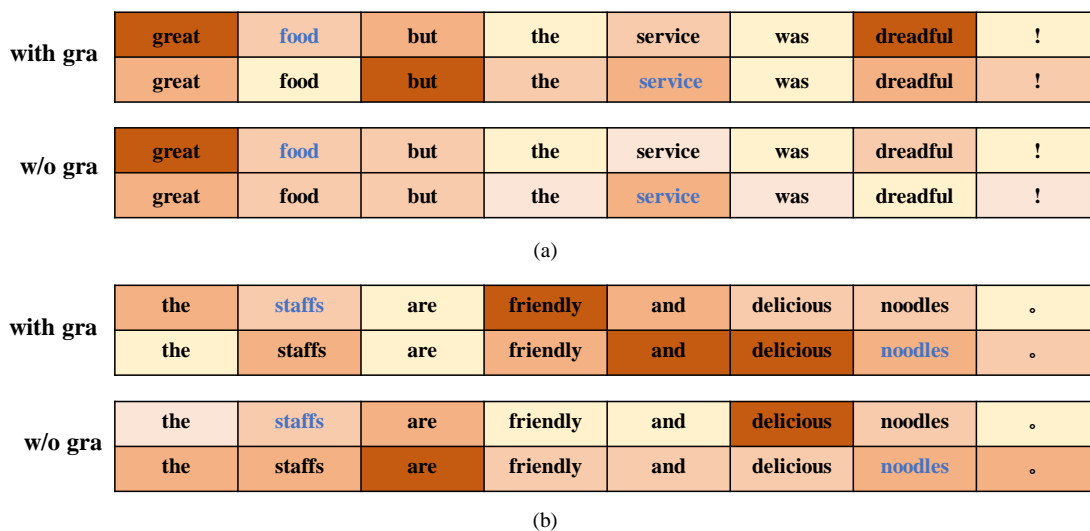 with gra
great food but the service was dreadful !
great food but the service was dreadful !
w/o gra
great food but the service was dreadful !
great food but the service was dreadful !
(a)
with gra
the staffs are friendly and delicious noodles 。
the staffs are friendly and delicious noodles 。
w/o gra
the staffs are friendly and delicious noodles 。
the staffs are friendly and delicious noodles 。
(b)